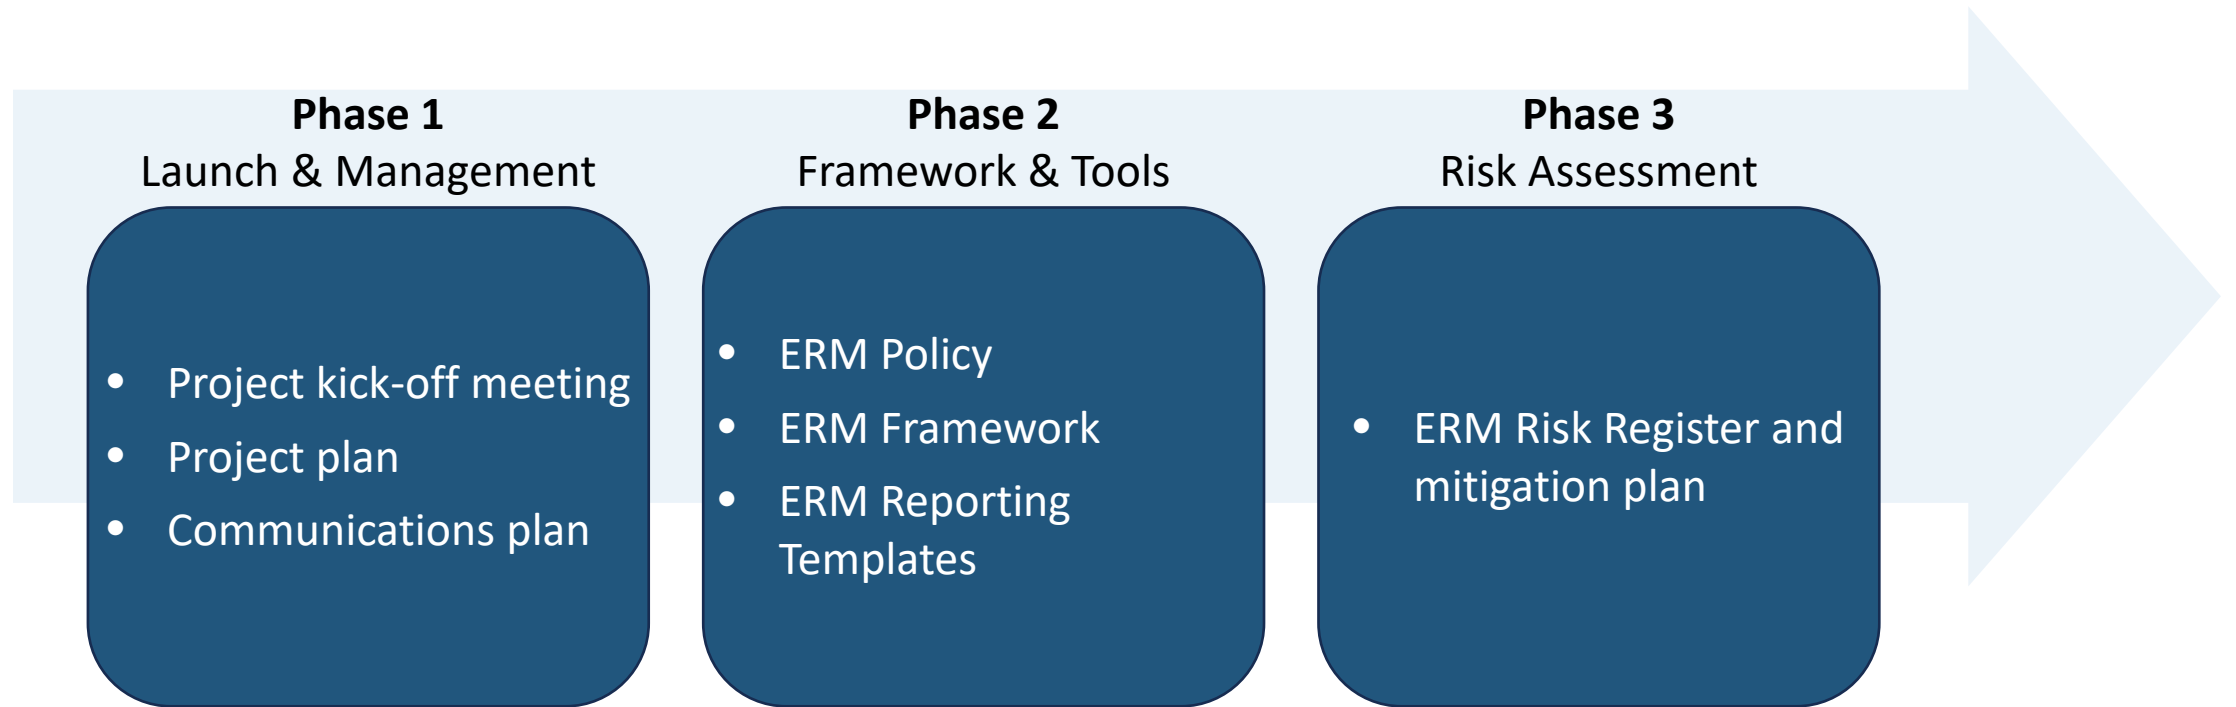 Phase 1
Launch & Management
• Project kick-off meeting
• Project plan
• Communications plan
Phase 2
Framework & Tools
• ERM Policy
• ERM Framework
• ERM Reporting
Templates
Phase 3
Risk Assessment
• ERM Risk Register and
mitigation plan